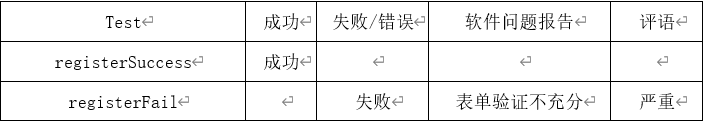 Test 成功 失败/错误 软件问题报告 评语
registerSuccess 成功
registerFail 失败 表单验证不充分 严重